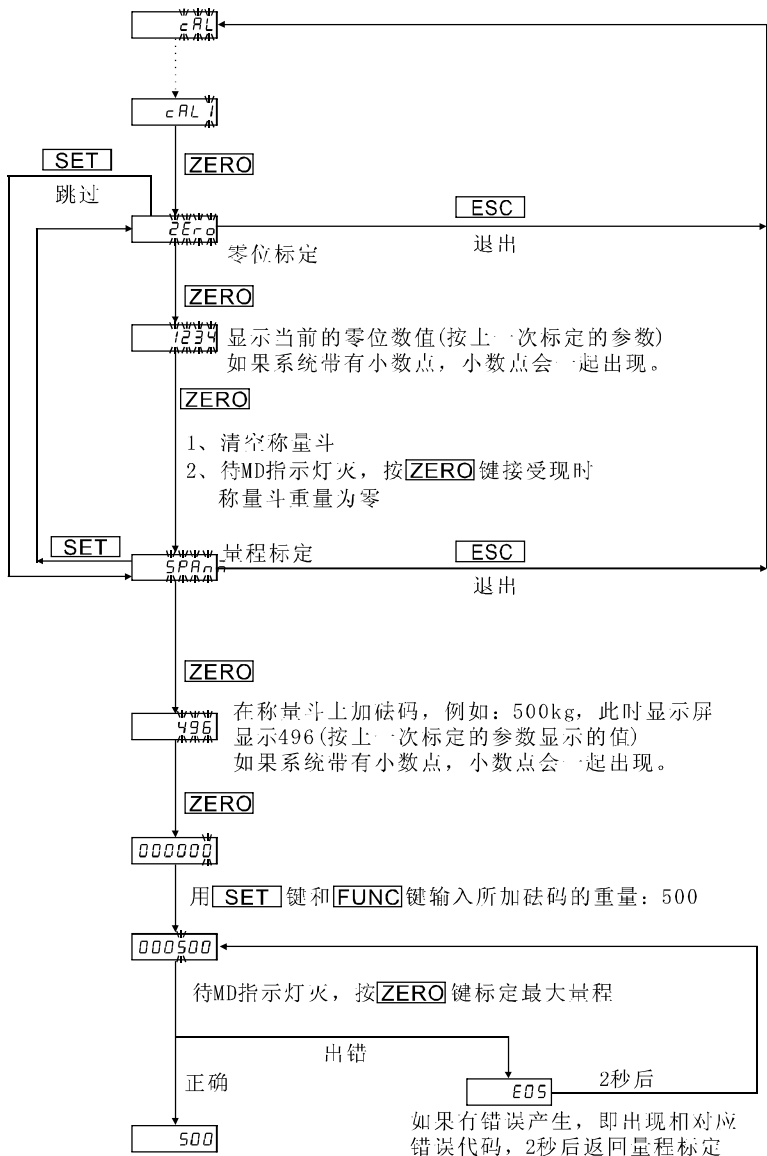 cAL
cAL1
ZERO
SET
跳过
ZEro
ESC
退出
零位标定
ZERO
1234
显示当前的零位数值(按上一次标定的参数)
如果系统带有小数点，小数点会一起出现。
ZERO
1、清空称量斗
2、待MD指示灯灭，按ZERO键接受现时
称量斗重量为零
SET
SPAn
量程标定
ESC
退出
ZERO
496
在称量斗上加砝码，例如：500kg，此时显示屏
显示496(按上一次标定的参数显示的值)
如果系统带有小数点，小数点会一起出现。
ZERO
000000
用SET键和FUNC键输入所加砝码的重量：500
000500
待MD指示灯灭，按ZERO键标定最大量程
出错
正确
E05
2秒后
500
如果有错误产生，即出现相对应
错误代码，2秒后返回量程标定